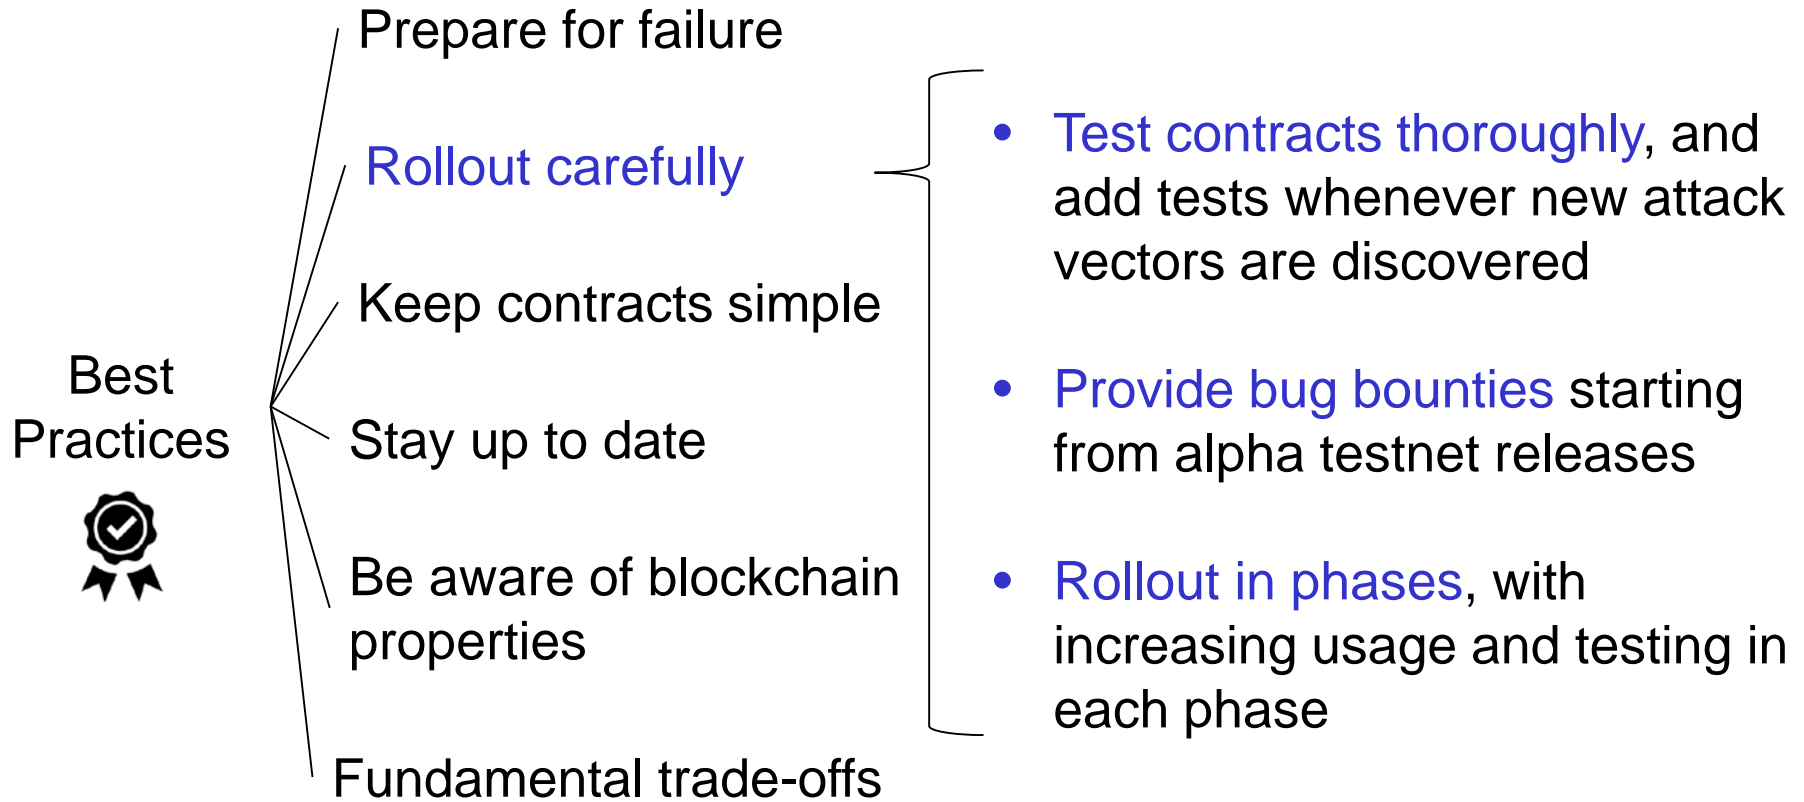 Best
Practices
Prepare for failure
Rollout carefully
Keep contracts simple
Stay up to date
Be aware of blockchain
properties
Fundamental trade-offs
• Test contracts thoroughly, and
add tests whenever new attack
vectors are discovered
• Provide bug bounties starting
from alpha testnet releases
• Rollout in phases, with
increasing usage and testing in
each phase